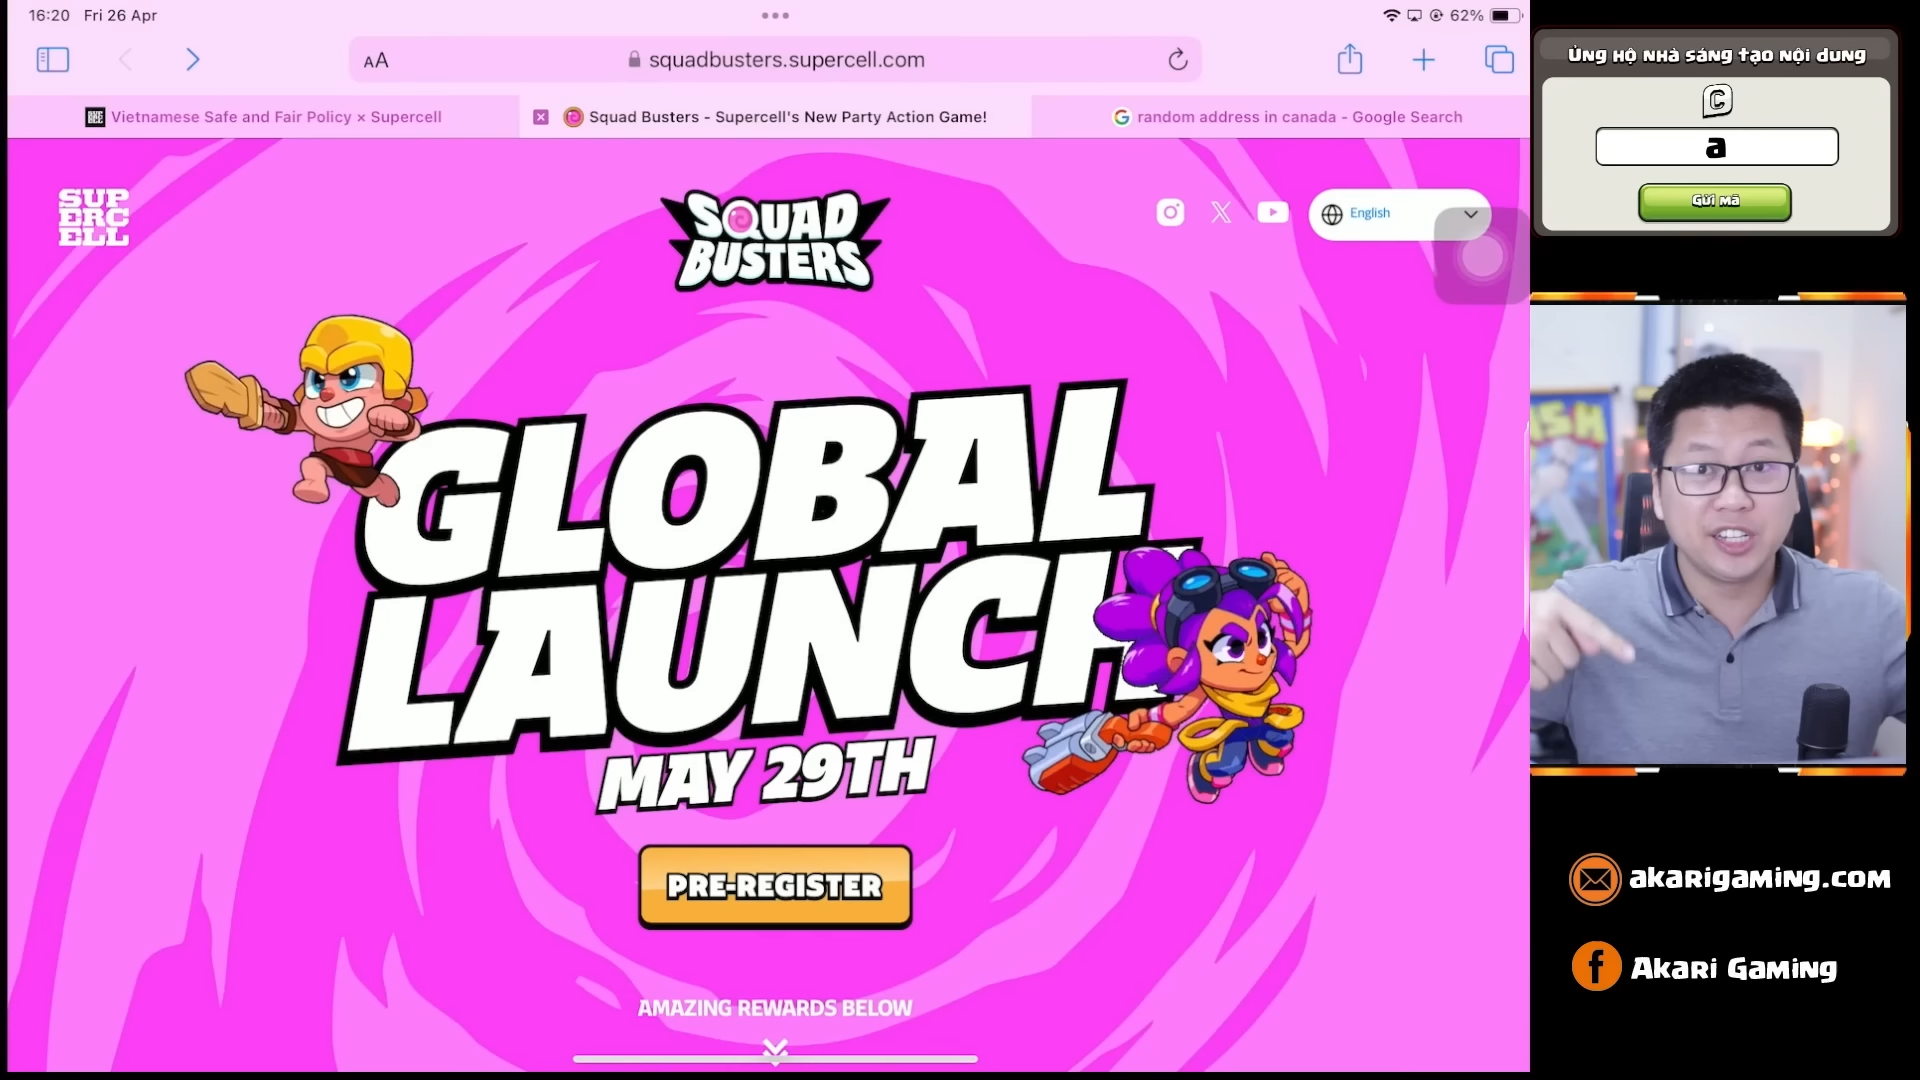 16:20 Fri 26 Apr
62%
AA
squadbusters.supercell.com
Vietnamese Safe and Fair Policy × Supercell
Squad Busters - Supercell's New Party Action Game!
random address in canada - Google Search
SUP
ERC
ELL
SQUAD
BUSTERS
English
GLOBAL
LAUNCH
MAY 29TH
PRE-REGISTER
AMAZING REWARDS BELOW
Ủng hộ nhà sáng tạo nội dung
C
a
Gửi mã
akarigaming.com
Akari Gaming